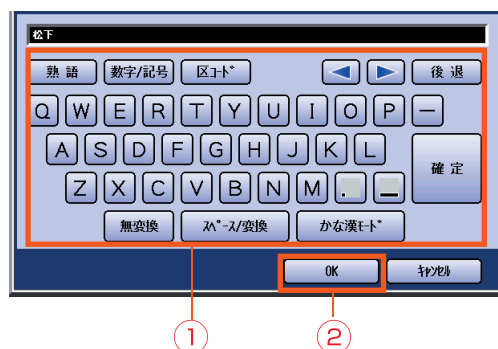 松下
熟 語 数字/記号 区ｺｰﾄﾞ 後 退
Q W E R T Y U I O P ー
A S D F G H J K L 確 定
Z X C V B N M . _
無変換 ｽﾍﾟｰｽ/変換 かな漢ﾓｰﾄﾞ
OK ｷｬﾝｾﾙ
① ②